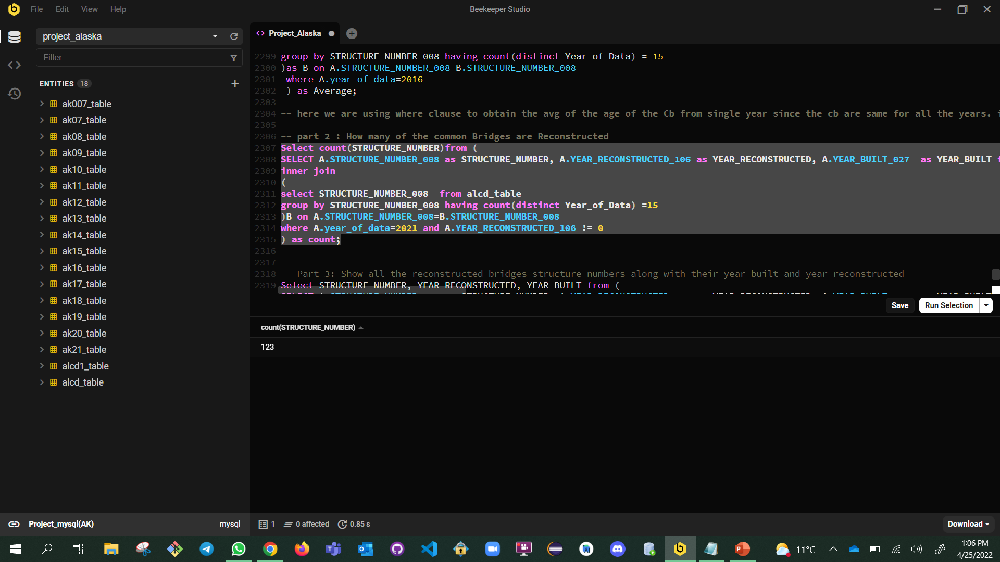 File Edit View Help
Beekeeper Studio
project_alaska
Project_Alaska
Filter
ENTITIES 18
ak007_table
ak07_table
ak08_table
ak09_table
ak10_table
ak11_table
ak12_table
ak13_table
ak14_table
ak15_table
ak16_table
ak17_table
ak18_table
ak19_table
ak20_table
ak21_table
alcd1_table
alcd_table
2299 group by STRUCTURE_NUMBER_008 having count(distinct Year_of_Data) = 15
2300 )as B on A.STRUCTURE_NUMBER_008=B.STRUCTURE_NUMBER_008
2301 where A.year_of_data=2016
2302 ) as Average;
2303
2304 -- here we are using where clause to obtain the avg of the age of the Cb from single year since the cb are same for all the years.
2305
2306 -- part 2 : How many of the common Bridges are Reconstructed
2307 Select count(STRUCTURE_NUMBER)from (
2308 SELECT A.STRUCTURE_NUMBER_008 as STRUCTURE_NUMBER, A.YEAR_RECONSTRUCTED_106 as YEAR_RECONSTRUCTED, A.YEAR_BUILT_027 as YEAR_BUILT
2309 inner join
2310 (
2311 select STRUCTURE_NUMBER_008 from alcd_table
2312 group by STRUCTURE_NUMBER_008 having count(distinct Year_of_Data) =15
2313 )B on A.STRUCTURE_NUMBER_008=B.STRUCTURE_NUMBER_008
2314 where A.year_of_data=2021 and A.YEAR_RECONSTRUCTED_106 != 0
2315 ) as count;
2316
2317
2318 -- Part 3: Show all the reconstructed bridges structure numbers along with their year built and year reconstructed
2319 Select STRUCTURE_NUMBER, YEAR_RECONSTRUCTED, YEAR_BUILT from (
Save Run Selection
count(STRUCTURE_NUMBER)
123
Project_mysql(AK) mysql
1 0 affected 0.85 s
Download
11°C
1:06 PM
4/25/2022